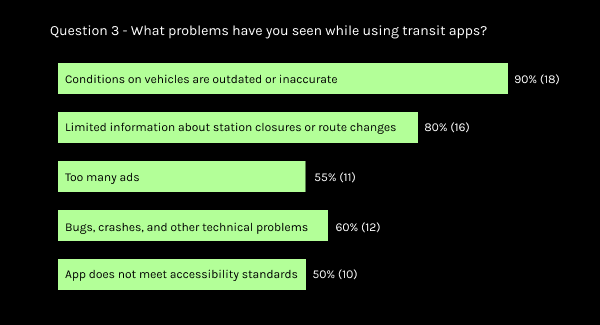 Question 3 - What problems have you seen while using transit apps?
Conditions on vehicles are outdated or inaccurate 90% (18)
Limited information about station closures or route changes 80% (16)
Too many ads 55% (11)
Bugs, crashes, and other technical problems 60% (12)
App does not meet accessibility standards 50% (10)